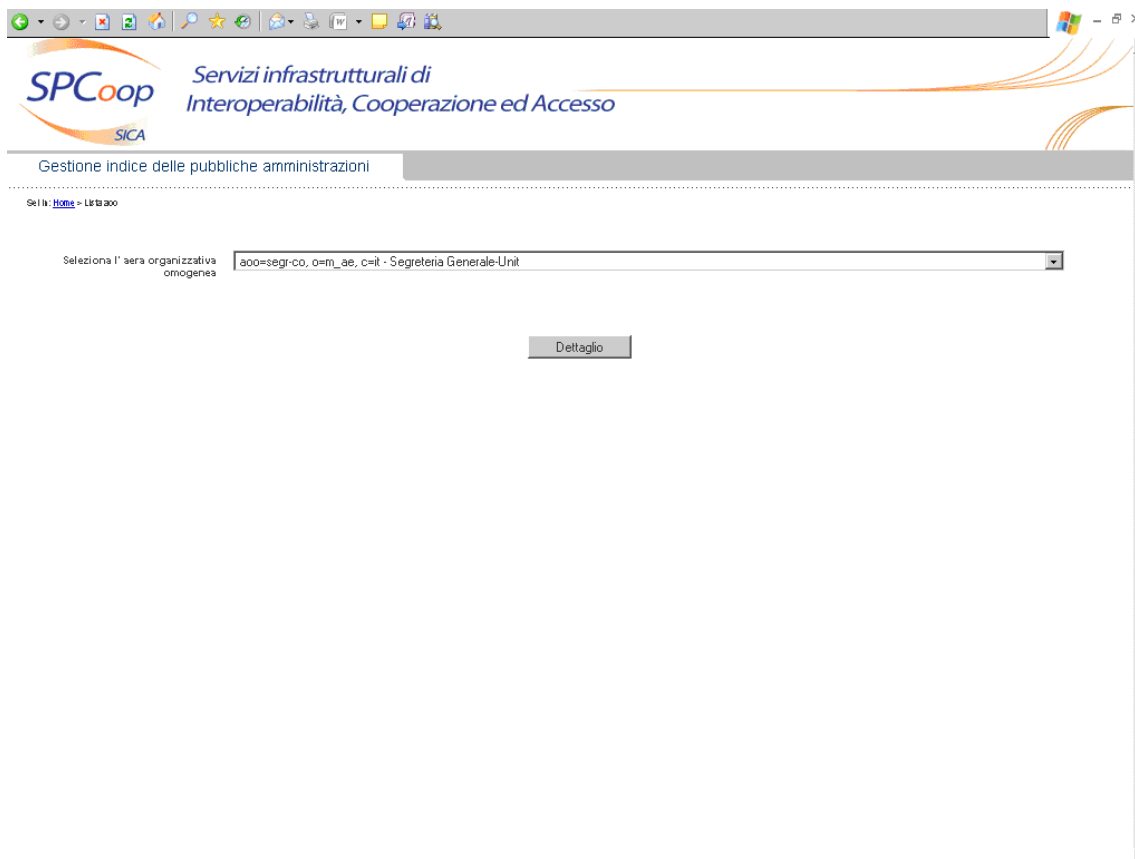 SPCoop
SICA
Servizi infrastrutturali di
Interoperabilità, Cooperazione ed Accesso
Gestione indice delle pubbliche amministrazioni
Sei in: Home > Lista aoo
Seleziona l' aera organizzativa
omogenea
aoo=segr-co, o=m_ae, c=it - Segreteria Generale-Unit
Dettaglio